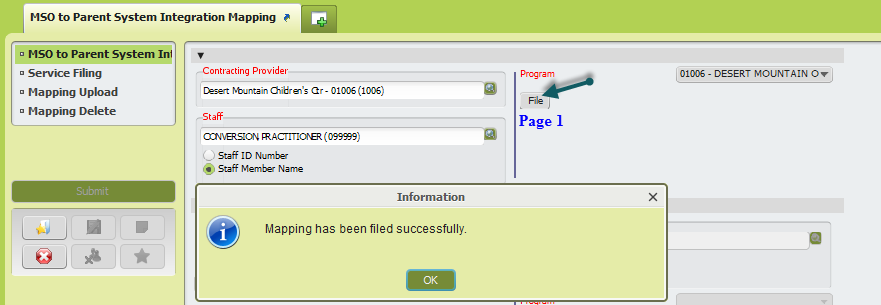 MSO to Parent System Integration Mapping
MSO to Parent System Int
Service Filing
Mapping Upload
Mapping Delete
Submit
Contracting Provider
Desert Mountain Children's Ctr - 01006 (1006)
Staff
CONVERSION,PRACTITIONER (099999)
Staff ID Number
Staff Member Name
Program
01006 - DESERT MOUNTAIN O
File
Page 1
Information
Mapping has been filed successfully.
OK
Program